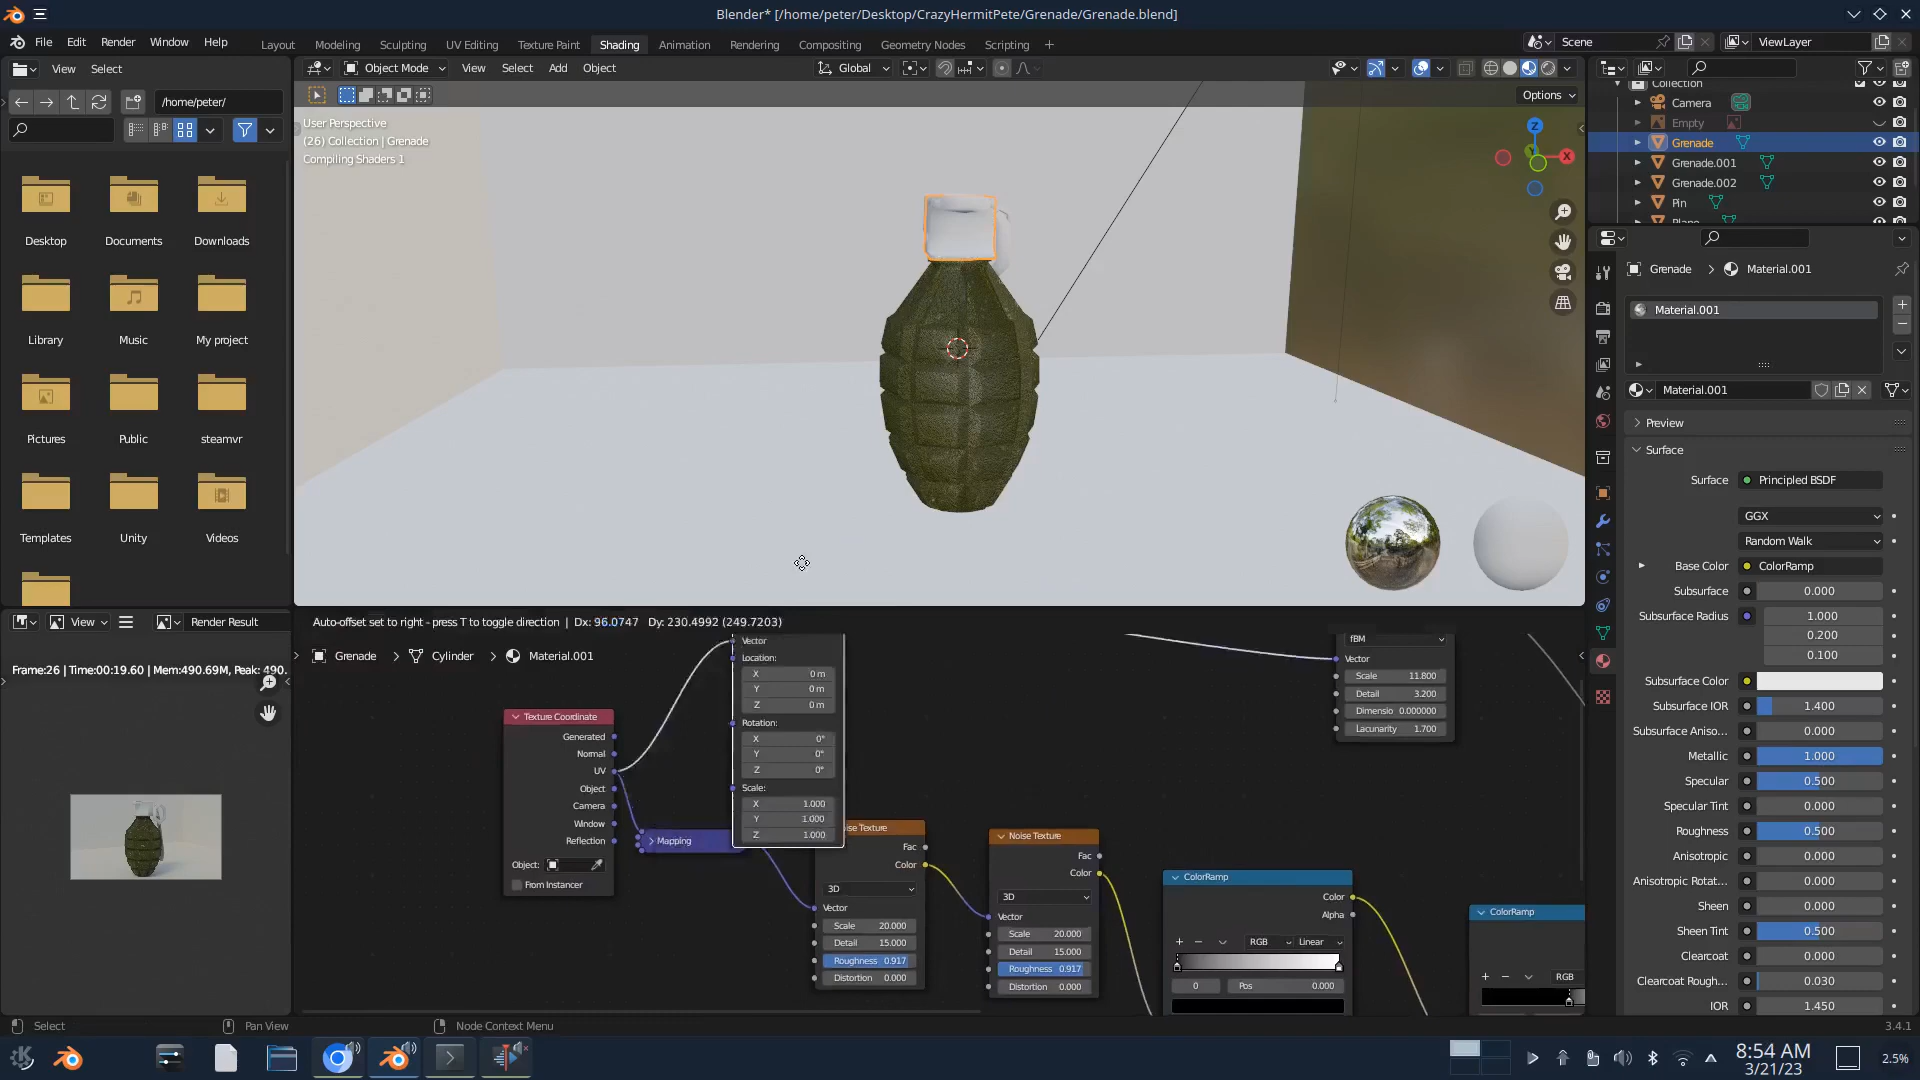 Blender* [/home/peter/Desktop/CrazyHermitPete/Grenade/Grenade.blend]
File Edit Render Window Help
Layout Modeling Sculpting UV Editing Texture Paint Shading Animation Rendering Compositing Geometry Nodes Scripting +
Scene
ViewLayer
View Select
/home/peter/
Desktop Documents Downloads
Library Music My project
Pictures Public steamvr
Templates Unity Videos
Object Mode View Select Add Object
Global
Options
User Perspective
(26) Collection | Grenade
Compiling Shaders 1
Z
X
Collection
Camera
Empty
Grenade
Grenade.001
Grenade.002
Pin
Plane
Grenade > Material.001
Material.001
Material.001
Preview
Surface
Surface Principled BSDF
GGX
Random Walk
Base Color ColorRamp
Subsurface 0.000
Subsurface Radius 1.000
0.200
0.100
Subsurface Color
Subsurface IOR 1.400
Subsurface Aniso... 0.000
Metallic 1.000
Specular 0.500
Specular Tint 0.000
Roughness 0.500
Anisotropic 0.000
Anisotropic Rotat... 0.000
Sheen 0.000
Sheen Tint 0.500
Clearcoat 0.000
Clearcoat Rough... 0.030
IOR 1.450
View Render Result
Frame:26 | Time:00:19.60 | Mem:490.69M, Peak: 490.
Auto-offset set to right - press T to toggle direction | Dx: 96.0747 Dy: 230.4992 (249.7203)
Grenade > Cylinder > Material.001
Texture Coordinate
Generated
Normal
UV
Object
Camera
Window
Reflection
Object:
From Instancer
Mapping
Vector
Location:
X 0 m
Y 0 m
Z 0 m
Rotation:
X 0°
Y 0°
Z 0°
Scale:
X 1.000
Y 1.000
Z 1.000
ise Texture
Fac
Color
3D
Vector
Scale 20.000
Detail 15.000
Roughness 0.917
Distortion 0.000
Noise Texture
Fac
Color
3D
Vector
Scale 20.000
Detail 15.000
Roughness 0.917
Distortion 0.000
ColorRamp
Color
Alpha
+ − RGB Linear
0 Pos 0.000
fBM
Vector
Scale 11.800
Detail 3.200
Dimensio 0.000000
Lacunarity 1.700
ColorRamp
+ − RGB
Select Pan View Node Context Menu
3.4.1
8:54 AM
3/21/23
2.5%